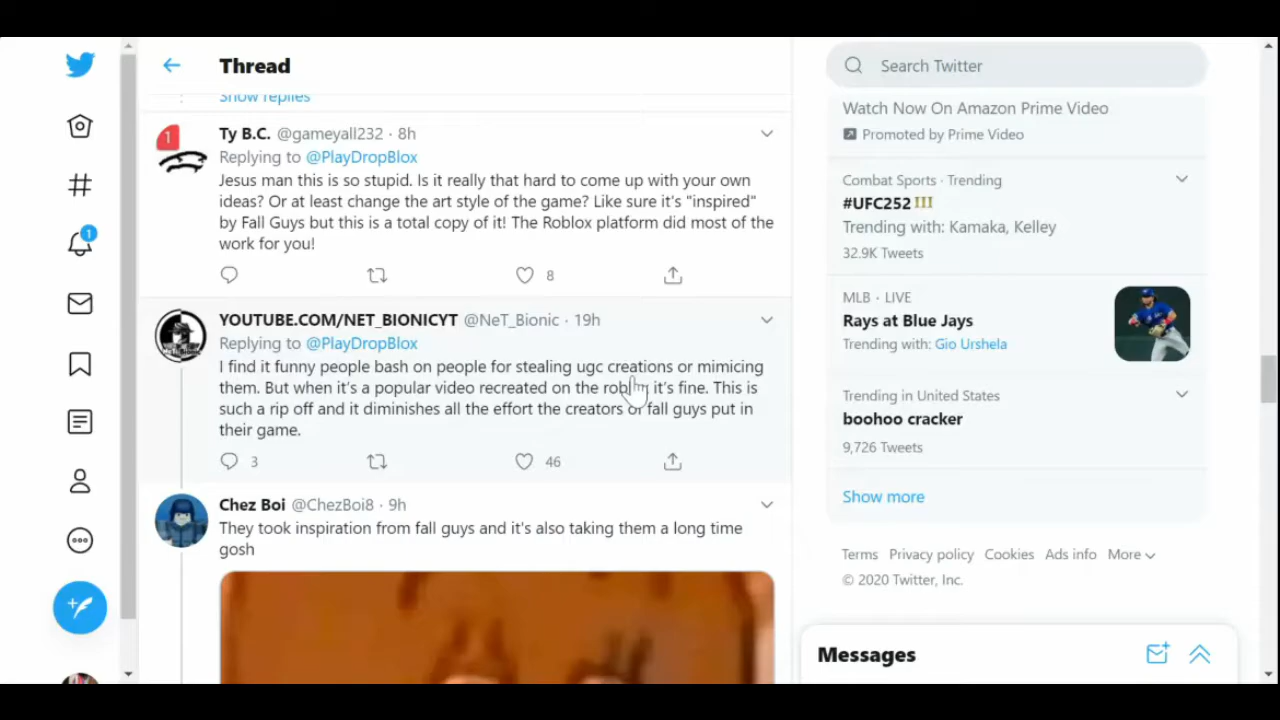 Thread
Search Twitter
Show replies
Ty B.C. @gameyall232 · 8h
Replying to @PlayDropBlox
Jesus man this is so stupid. Is it really that hard to come up with your own
ideas? Or at least change the art style of the game? Like sure it's "inspired"
by Fall Guys but this is a total copy of it! The Roblox platform did most of the
work for you!
8
YOUTUBE.COM/NET_BIONICYT @NeT_Bionic · 19h
Replying to @PlayDropBlox
I find it funny people bash on people for stealing ugc creations or mimicing
them. But when it's a popular video recreated on the it's fine. This is
such a rip off and it diminishes all the effort the creators of fall guys put in
their game.
3 46
Chez Boi @ChezBoi8 · 9h
They took inspiration from fall guys and it's also taking them a long time
gosh
Watch Now On Amazon Prime Video
Promoted by Prime Video
Combat Sports · Trending
#UFC252
Trending with: Kamaka, Kelley
32.9K Tweets
MLB · LIVE
Rays at Blue Jays
Trending with: Gio Urshela
Trending in United States
boohoo cracker
9,726 Tweets
Show more
Terms Privacy policy Cookies Ads info More
© 2020 Twitter, Inc.
Messages
1
1